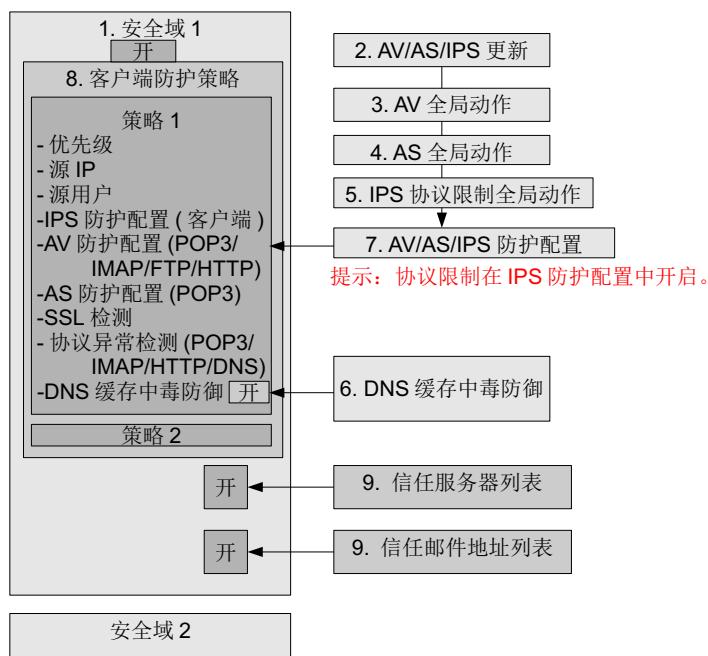 1. 安全域 1
开
8. 客户端防护策略
策略 1
- 优先级
- 源 IP
- 源用户
-IPS 防护配置 ( 客户端 )
-AV 防护配置 (POP3/
IMAP/FTP/HTTP)
-AS 防护配置 (POP3)
-SSL 检测
- 协议异常检测 (POP3/
IMAP/HTTP/DNS)
-DNS 缓存中毒防御 开
策略 2
开
开
安全域 2
2. AV/AS/IPS 更新
3. AV 全局动作
4. AS 全局动作
5. IPS 协议限制全局动作
7. AV/AS/IPS 防护配置
提示：协议限制在 IPS 防护配置中开启。
6. DNS 缓存中毒防御
9. 信任服务器列表
9. 信任邮件地址列表